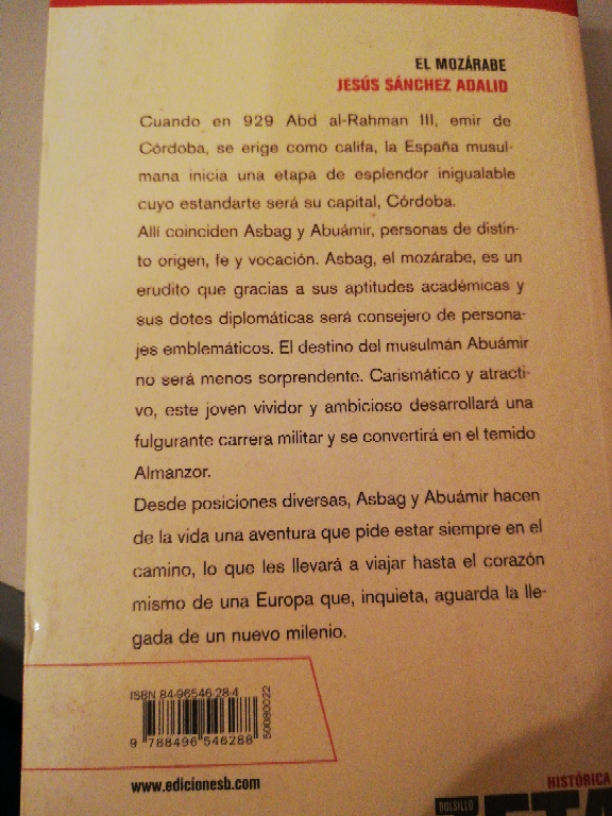 EL MOZÁRABE
JESÚS SÁNCHEZ ADALID
Cuando en 929 Abd al-Rahman III, emir de
Córdoba, se erige como califa, la España musul-
mana inicia una etapa de esplendor inigualable
cuyo estandarte será su capital, Córdoba.
Allí coinciden Asbag y Abuámir, personas de distin-
to origen, fe y vocación. Asbag, el mozárabe, es un
erudito que gracias a sus aptitudes académicas y
sus dotes diplomáticas será consejero de persona-
jes emblemáticos. El destino del musulmán Abuámir
no será menos sorprendente. Carismático y atracti-
vo, este joven vividor y ambicioso desarrollará una
fulgurante carrera militar y se convertirá en el temido
Almanzor.
Desde posiciones diversas, Asbag y Abuámir hacen
de la vida una aventura que pide estar siempre en el
camino, lo que les llevará a viajar hasta el corazón
mismo de una Europa que, inquieta, aguarda la lle-
gada de un nuevo milenio.
ISBN 84-96546-28-4
9 788496 546288
50080022
www.edicionesb.com
HISTÓRICA
BOLSILLO